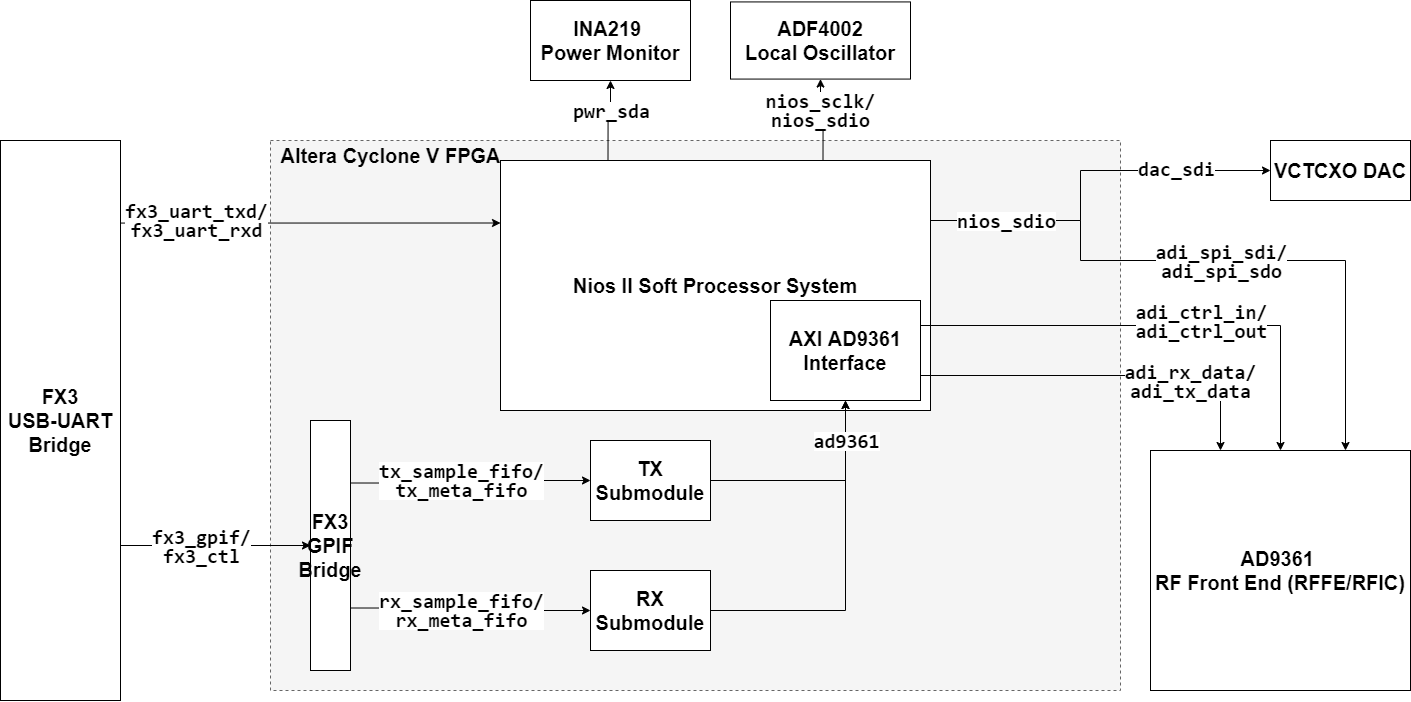 INA219
Power Monitor
ADF4002
Local Oscillator
pwr_sda
nios_sclk/
nios_sdio
Altera Cyclone V FPGA
VCTCXO DAC
dac_sdi
fx3_uart_txd/
fx3_uart_rxd
nios_sdio
adi_spi_sdi/
adi_spi_sdo
Nios II Soft Processor System
adi_ctrl_in/
adi_ctrl_out
AXI AD9361
Interface
adi_rx_data/
adi_tx_data
FX3
USB-UART
Bridge
ad9361
tx_sample_fifo/
tx_meta_fifo
TX
Submodule
FX3
GPIF
Bridge
fx3_gpif/
fx3_ctl
AD9361
RF Front End (RFFE/RFIC)
rx_sample_fifo/
rx_meta_fifo
RX
Submodule